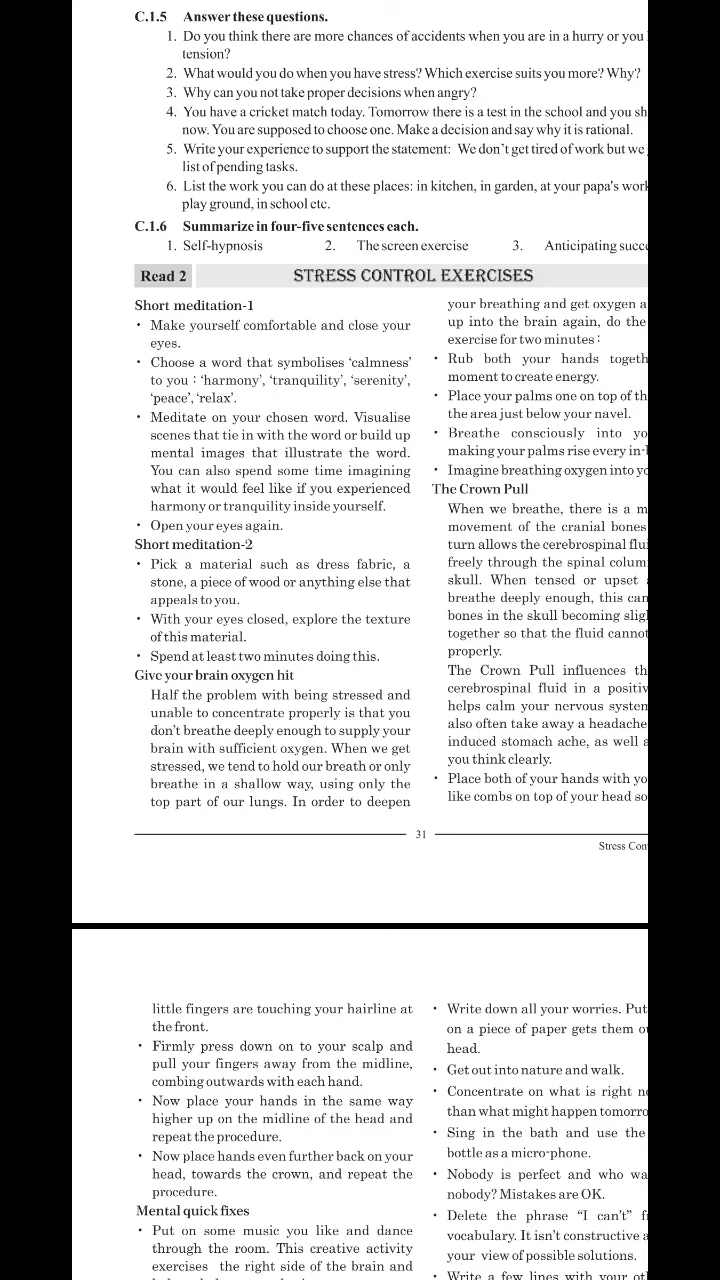 C.1.5 Answer these questions.
1. Do you think there are more chances of accidents when you are in a hurry or you
tension?
2. What would you do when you have stress? Which exercise suits you more? Why?
3. Why can you not take proper decisions when angry?
4. You have a cricket match today. Tomorrow there is a test in the school and you sh
now. You are supposed to choose one. Make a decision and say why it is rational.
5. Write your experience to support the statement: We don't get tired of work but we
list of pending tasks.
6. List the work you can do at these places: in kitchen, in garden, at your papa's work
play ground, in school etc.
C.1.6 Summarize in four-five sentences each.
1. Self-hypnosis 2. The screen exercise 3. Anticipating succe
Read 2 STRESS CONTROL EXERCISES
Short meditation-1
• Make yourself comfortable and close your
eyes.
• Choose a word that symbolises 'calmness'
to you : 'harmony', 'tranquility', 'serenity',
'peace', 'relax'.
• Meditate on your chosen word. Visualise
scenes that tie in with the word or build up
mental images that illustrate the word.
You can also spend some time imagining
what it would feel like if you experienced
harmony or tranquility inside yourself.
• Open your eyes again.
Short meditation-2
• Pick a material such as dress fabric, a
stone, a piece of wood or anything else that
appeals to you.
• With your eyes closed, explore the texture
of this material.
• Spend at least two minutes doing this.
Give your brain oxygen hit
Half the problem with being stressed and
unable to concentrate properly is that you
don't breathe deeply enough to supply your
brain with sufficient oxygen. When we get
stressed, we tend to hold our breath or only
breathe in a shallow way, using only the
top part of our lungs. In order to deepen
your breathing and get oxygen a
up into the brain again, do the
exercise for two minutes :
• Rub both your hands togeth
moment to create energy.
• Place your palms one on top of th
the area just below your navel.
• Breathe consciously into yo
making your palms rise every in-
• Imagine breathing oxygen into yo
The Crown Pull
When we breathe, there is a m
movement of the cranial bones
turn allows the cerebrospinal flui
freely through the spinal colum
skull. When tensed or upset
breathe deeply enough, this can
bones in the skull becoming slig
together so that the fluid cannot
properly.
The Crown Pull influences th
cerebrospinal fluid in a positiv
helps calm your nervous system
also often take away a headache
induced stomach ache, as well a
you think clearly.
• Place both of your hands with yo
like combs on top of your head so
31
Stress Con
little fingers are touching your hairline at
the front.
• Firmly press down on to your scalp and
pull your fingers away from the midline,
combing outwards with each hand.
• Now place your hands in the same way
higher up on the midline of the head and
repeat the procedure.
• Now place hands even further back on your
head, towards the crown, and repeat the
procedure.
Mental quick fixes
• Put on some music you like and dance
through the room. This creative activity
exercises the right side of the brain and
• Write down all your worries. Put
on a piece of paper gets them o
head.
• Get out into nature and walk.
• Concentrate on what is right n
than what might happen tomorro
• Sing in the bath and use the
bottle as a micro-phone.
• Nobody is perfect and who wa
nobody? Mistakes are OK.
• Delete the phrase "I can't" f
vocabulary. It isn't constructive a
your view of possible solutions.
• Write a few lines with your